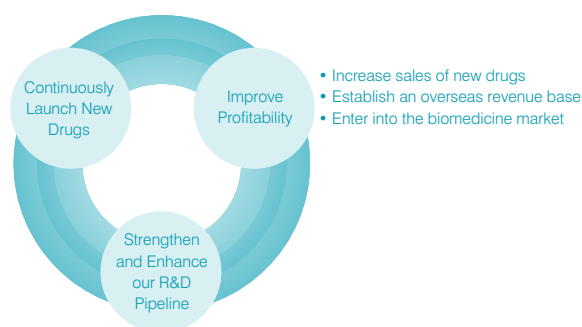 Continuously
Launch New
Drugs
Improve
Profitability
• Increase sales of new drugs
• Establish an overseas revenue base
• Enter into the biomedicine market
Strengthen
and Enhance
our R&D
Pipeline